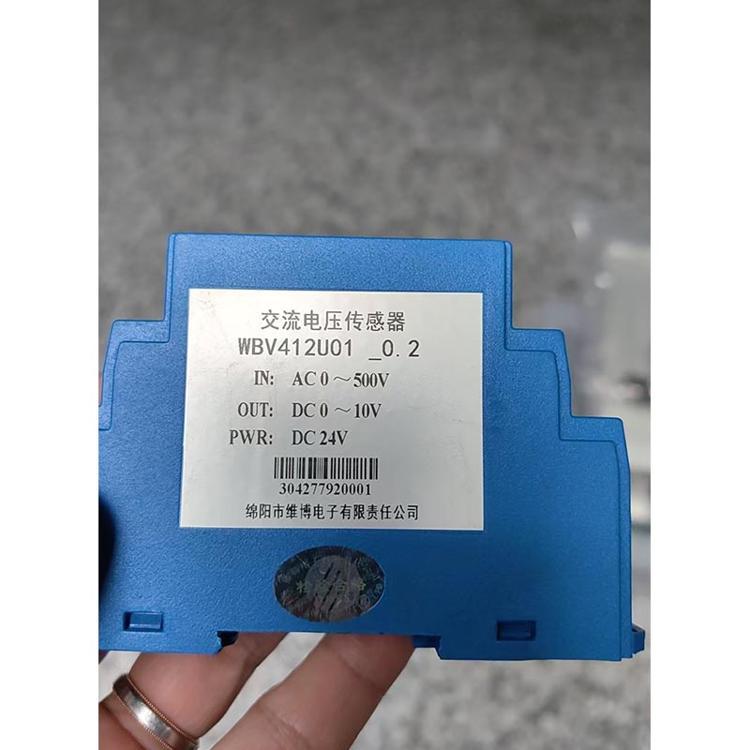 交流电压传感器
WBV412U01 _0.2
IN: AC 0～500V
OUT: DC 0～10V
PWR: DC 24V
304277920001
绵阳市维博电子有限责任公司